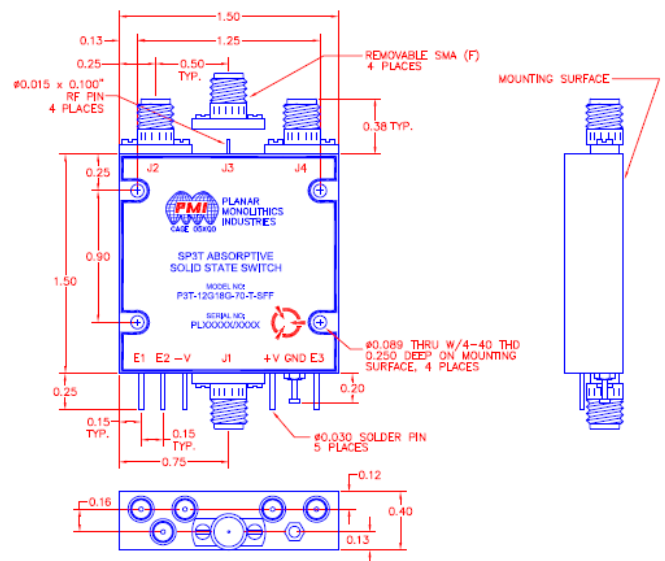 1.50
0.13
1.25
0.25
0.50
TYP.
REMOVABLE SMA (F)
4 PLACES
MOUNTING SURFACE
ø0.015 x 0.100"
RF PIN
4 PLACES
0.38 TYP.
J2
J3
J4
0.25
PMI
PLANAR
MONOLITHICS
INDUSTRIES
CAGE 05XQ0
0.90
1.50
SP3T ABSORPTIVE
SOLID STATE SWITCH
MODEL NO:
P3T-12G18G-70-T-SFF
SERIAL NO:
PLXXXXX/XXXX
ø0.089 THRU W/4-40 THD
0.250 DEEP ON MOUNTING
SURFACE, 4 PLACES
E1 E2 -V J1 +V GND E3
0.25
0.20
0.15
TYP.
0.15
TYP.
ø0.030 SOLDER PIN
5 PLACES
0.75
0.12
0.16
0.40
0.13